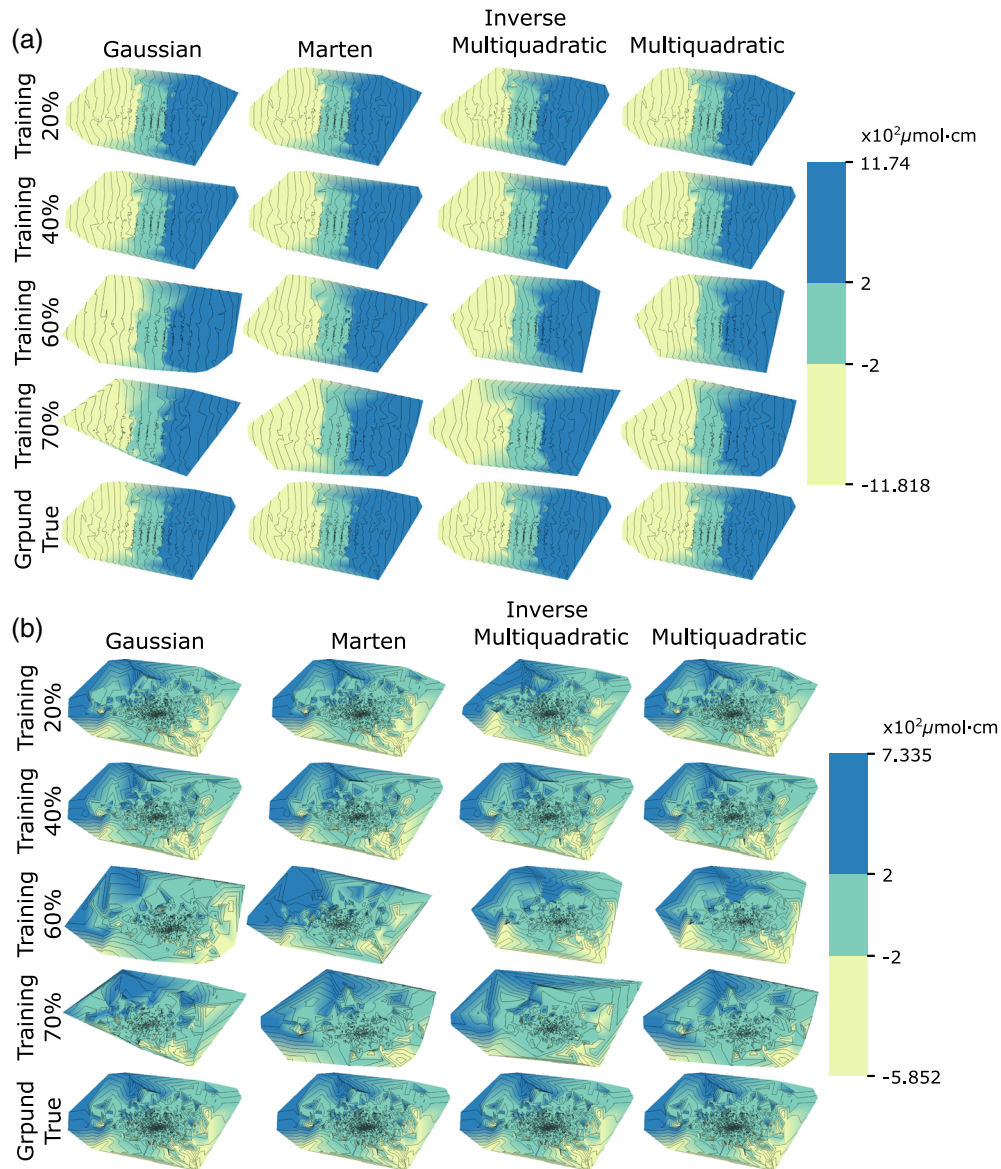 (a)
Gaussian
Marten
Inverse
Multiquadratic
Multiquadratic
Training
20%
Training
40%
Training
60%
Training
70%
Grpund
True
x10²μmol·cm
11.74
2
-2
-11.818
(b)
Gaussian
Marten
Inverse
Multiquadratic
Multiquadratic
Training
20%
Training
40%
Training
60%
Training
70%
Grpund
True
x10²μmol·cm
7.335
2
-2
-5.852